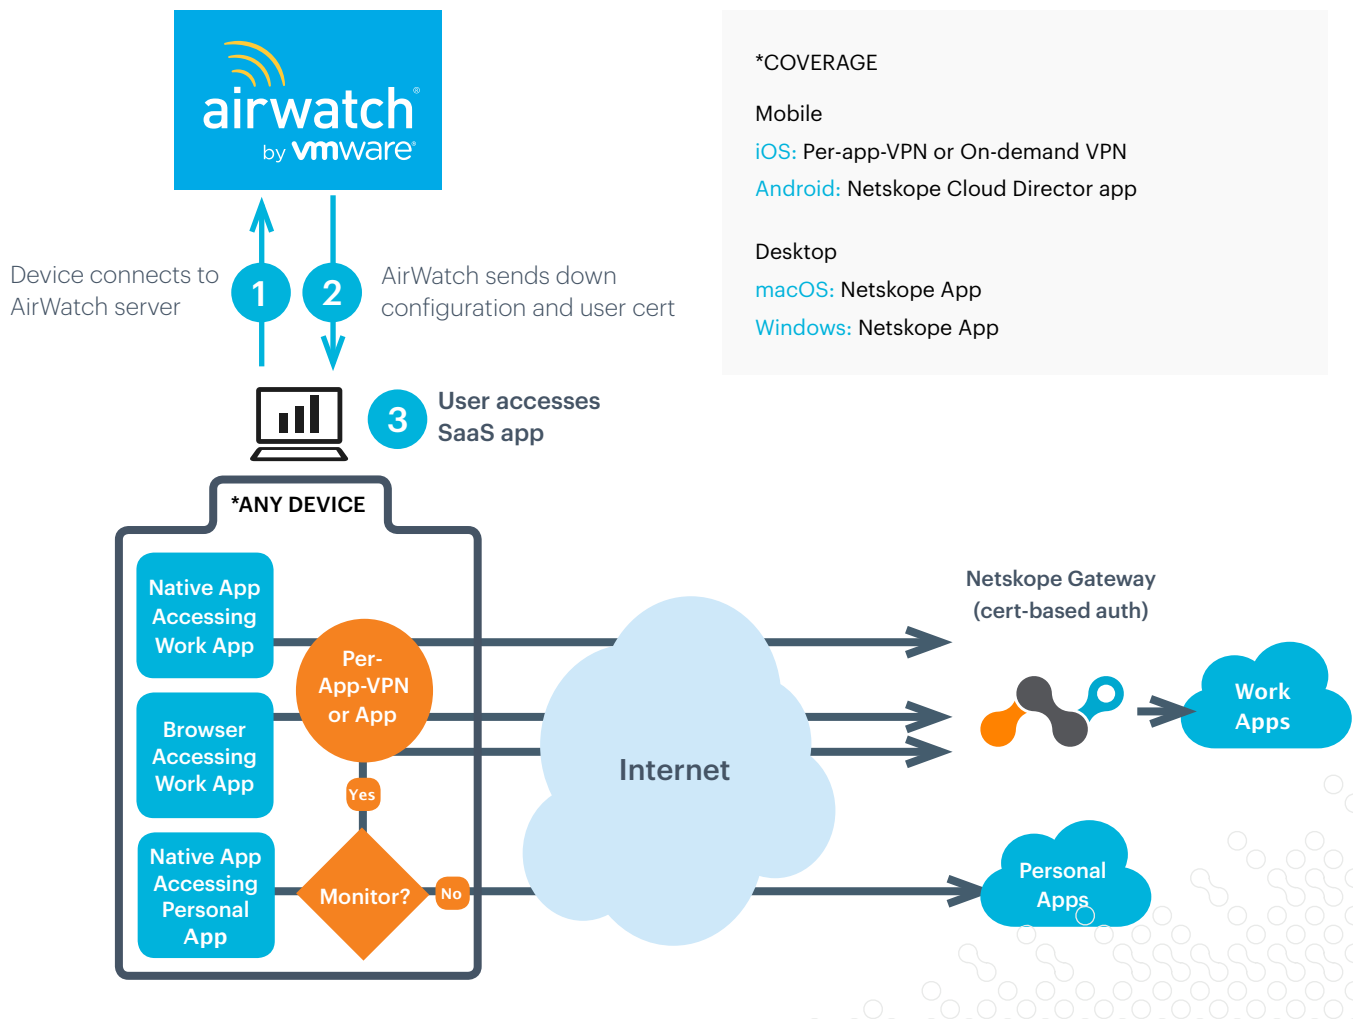 airwatch®
by vmware®
*COVERAGE
Mobile
iOS: Per-app-VPN or On-demand VPN
Android: Netskope Cloud Director app
Desktop
macOS: Netskope App
Windows: Netskope App
Device connects to
AirWatch server
1
2
AirWatch sends down
configuration and user cert
3
User accesses
SaaS app
*ANY DEVICE
Native App
Accessing
Work App
Browser
Accessing
Work App
Native App
Accessing
Personal
App
Per-
App-VPN
or App
Yes
Monitor?
No
Internet
Netskope Gateway
(cert-based auth)
Work
Apps
Personal
Apps